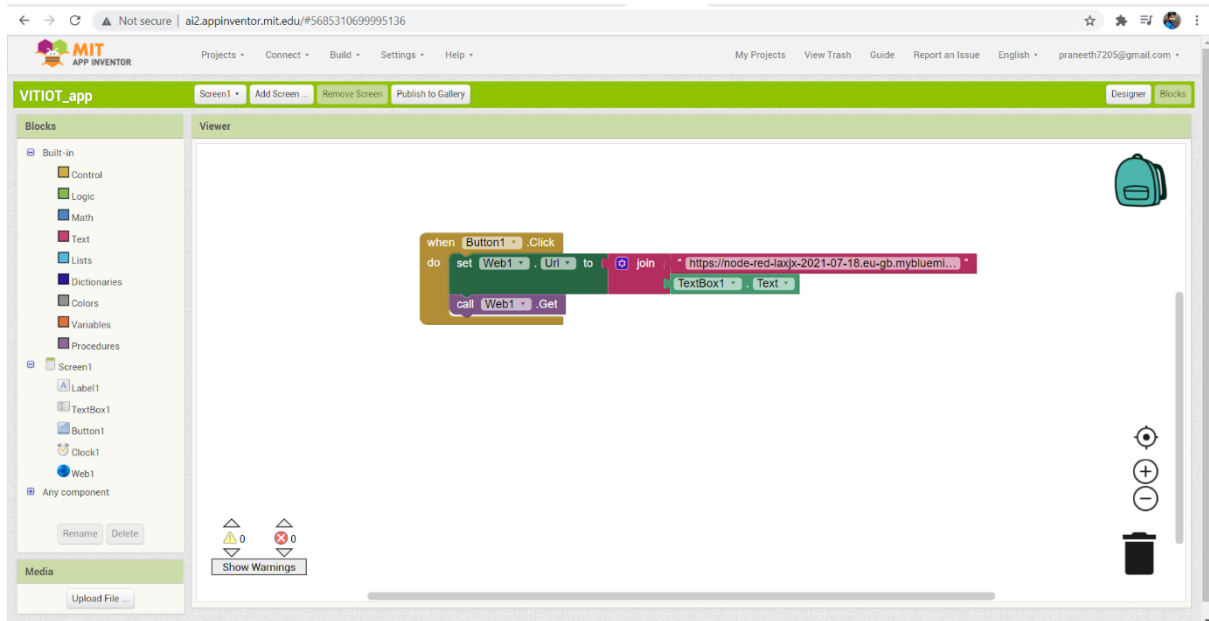 Not secure | ai2.appinventor.mit.edu/#5685310699995136
MIT
APP INVENTOR
Projects Connect Build Settings Help My Projects View Trash Guide Report an Issue English praneeth7205@gmail.com
VITIOT_app Screen1 Add Screen ... Remove Screen Publish to Gallery Designer Blocks
Blocks
Viewer
Built-in
Control
Logic
Math
Text
Lists
Dictionaries
Colors
Variables
Procedures
Screen1
Label1
TextBox1
Button1
Clock1
Web1
Any component
Rename Delete
Media
Upload File ...
when Button1 .Click
do set Web1 . Url to join " https://node-red-laxjx-2021-07-18.eu-gb.mybluemi... "
TextBox1 . Text
call Web1 .Get
0 0
Show Warnings